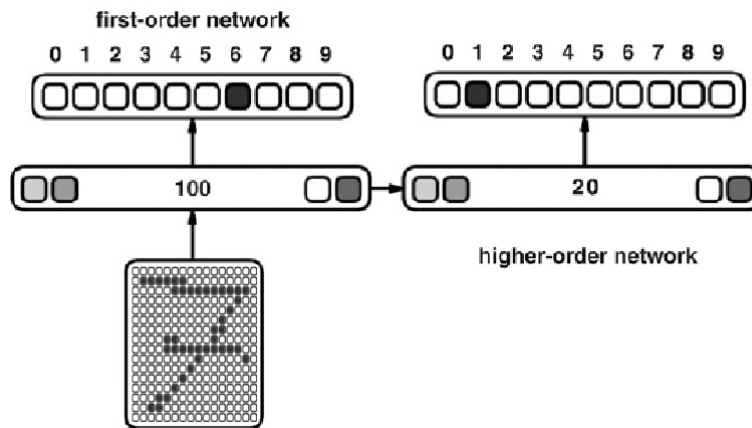 first-order network
0 1 2 3 4 5 6 7 8 9
0 1 2 3 4 5 6 7 8 9
100
20
higher-order network